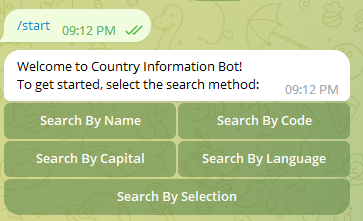 /start 09:12 PM
Welcome to Country Information Bot!
To get started, select the search method: 09:12 PM
Search By Name Search By Code
Search By Capital Search By Language
Search By Selection